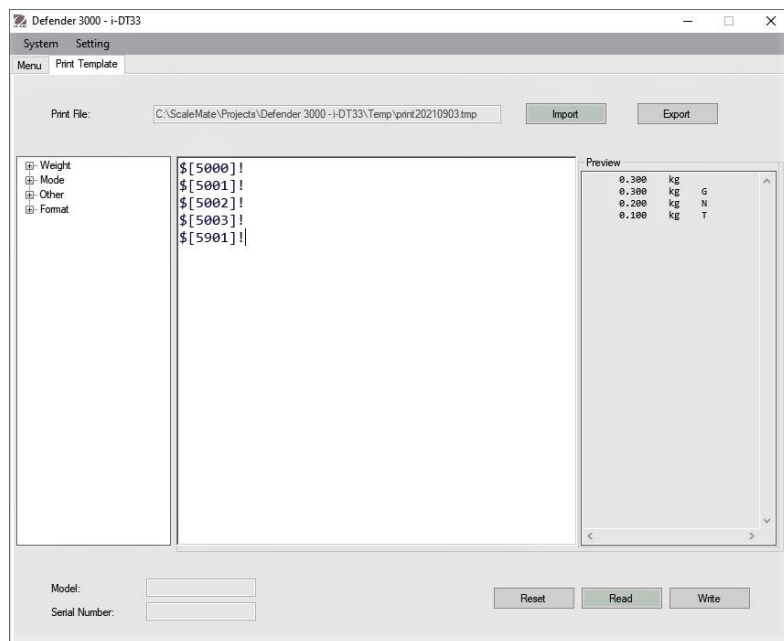 Defender 3000 - i-DT33
System Setting
Menu Print Template
Print File: C:\ScaleMate\Projects\Defender 3000 - i-DT33\Temp\print20210903.tmp Import Export
Weight
Mode
Other
Format
$[5000]!
$[5001]!
$[5002]!
$[5003]!
$[5901]!
Preview
0.300 kg
0.300 kg G
0.200 kg N
0.100 kg T
Model:
Serial Number:
Reset Read Write